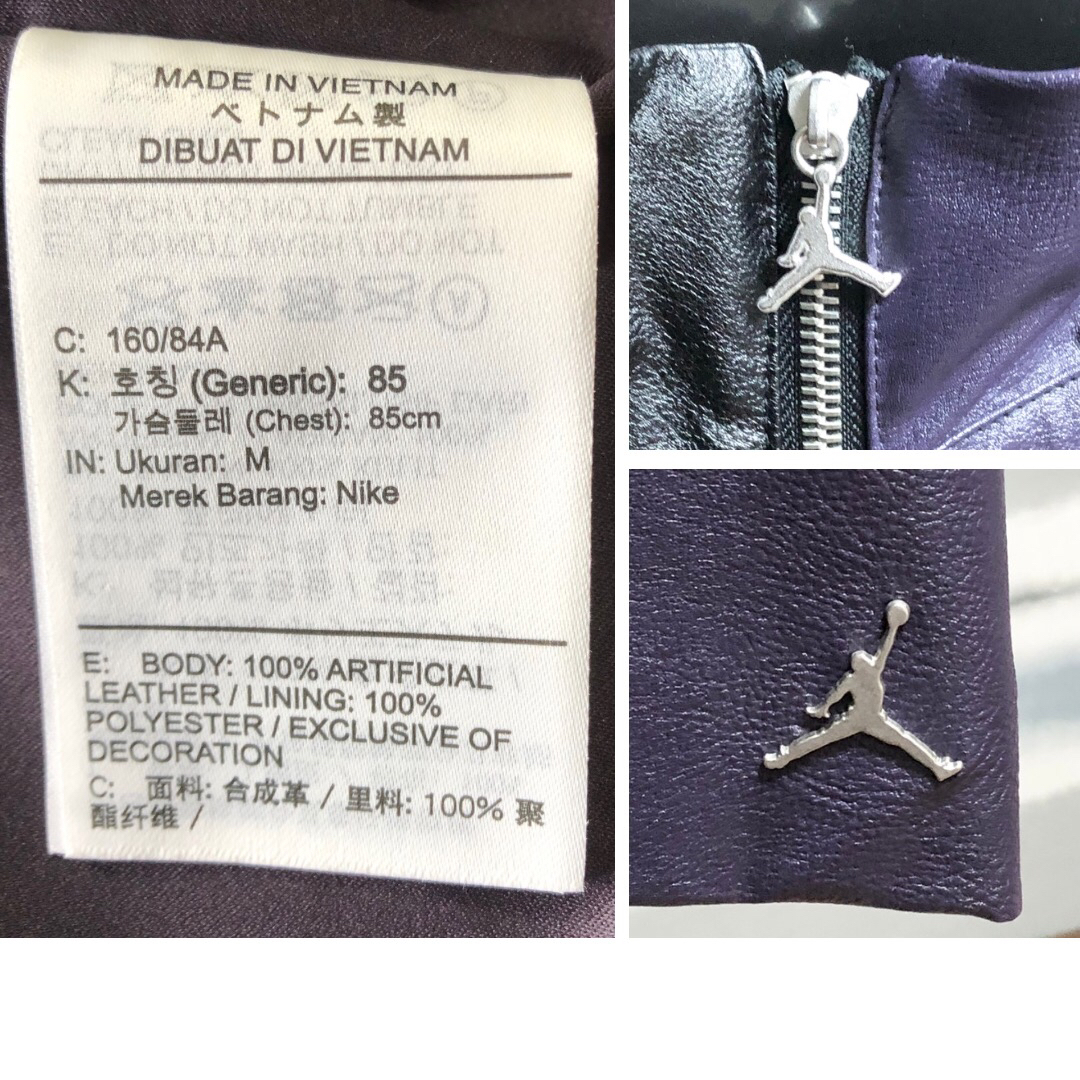 MADE IN VIETNAM
ベトナム製
DIBUAT DI VIETNAM
C: 160/84A
K: 호칭 (Generic): 85
가슴둘레 (Chest): 85cm
IN: Ukuran: M
Merek Barang: Nike
E: BODY: 100% ARTIFICIAL
LEATHER / LINING: 100%
POLYESTER / EXCLUSIVE OF
DECORATION
C: 面料: 合成革 / 里料: 100% 聚
酯纤维 /